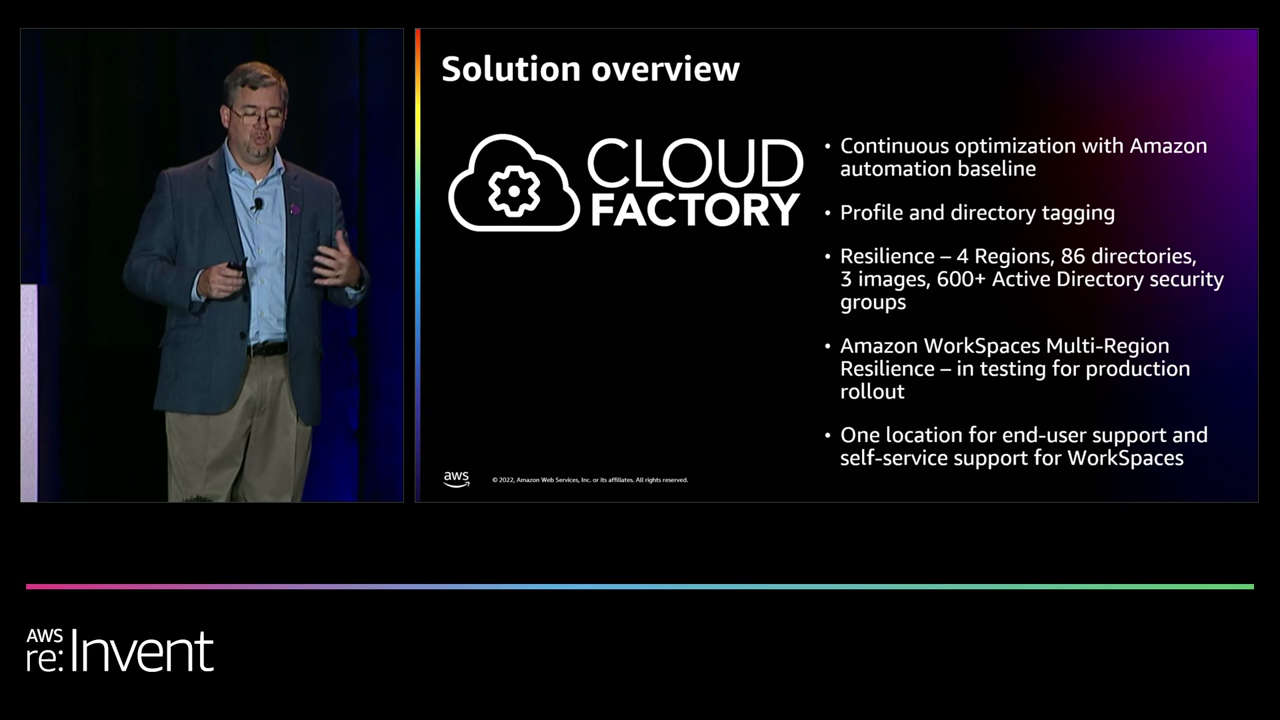 Solution overview
CLOUD
FACTORY
• Continuous optimization with Amazon
automation baseline
• Profile and directory tagging
• Resilience – 4 Regions, 86 directories,
3 images, 600+ Active Directory security
groups
• Amazon WorkSpaces Multi-Region
Resilience – in testing for production
rollout
• One location for end-user support and
self-service support for WorkSpaces
aws
© 2022, Amazon Web Services, Inc. or its affiliates. All rights reserved.
AWS
re:Invent